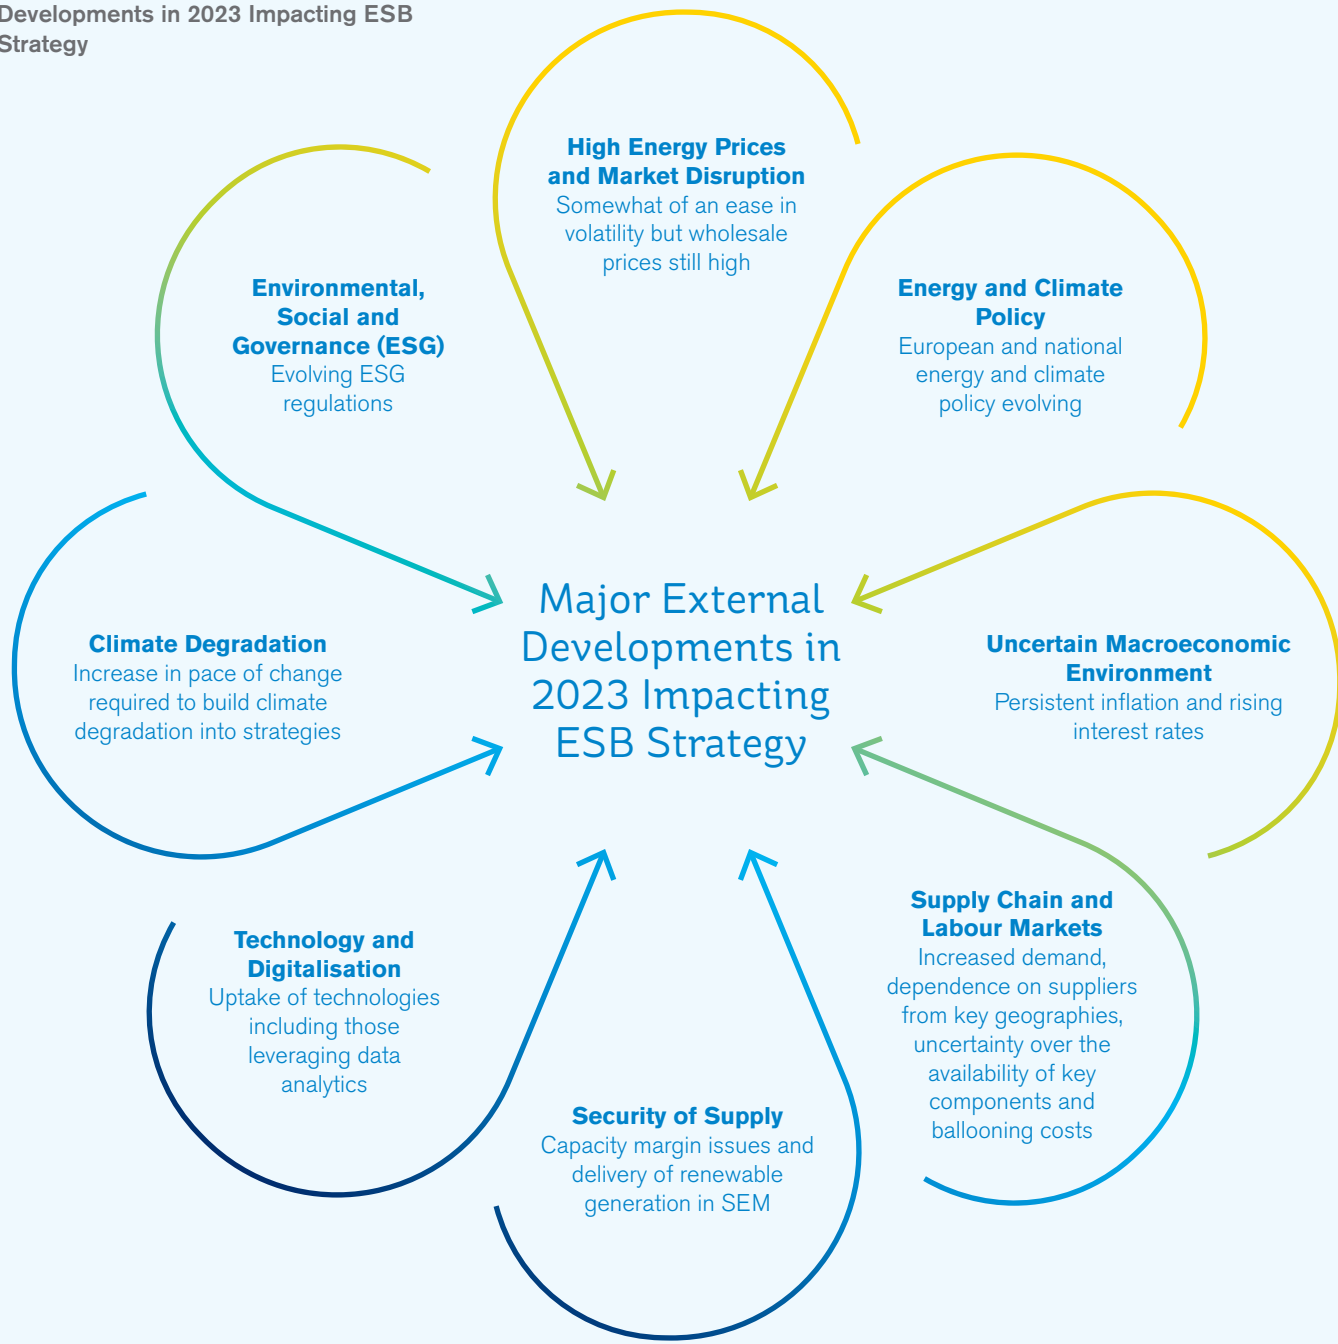 Developments in 2023 Impacting ESB
Strategy
High Energy Prices
and Market Disruption
Somewhat of an ease in
volatility but wholesale
prices still high
Energy and Climate
Policy
European and national
energy and climate
policy evolving
Uncertain Macroeconomic
Environment
Persistent inflation and rising
interest rates
Supply Chain and
Labour Markets
Increased demand,
dependence on suppliers
from key geographies,
uncertainty over the
availability of key
components and
ballooning costs
Security of Supply
Capacity margin issues and
delivery of renewable
generation in SEM
Technology and
Digitalisation
Uptake of technologies
including those
leveraging data
analytics
Climate Degradation
Increase in pace of change
required to build climate
degradation into strategies
Environmental,
Social and
Governance (ESG)
Evolving ESG
regulations
Major External
Developments in
2023 Impacting
ESB Strategy